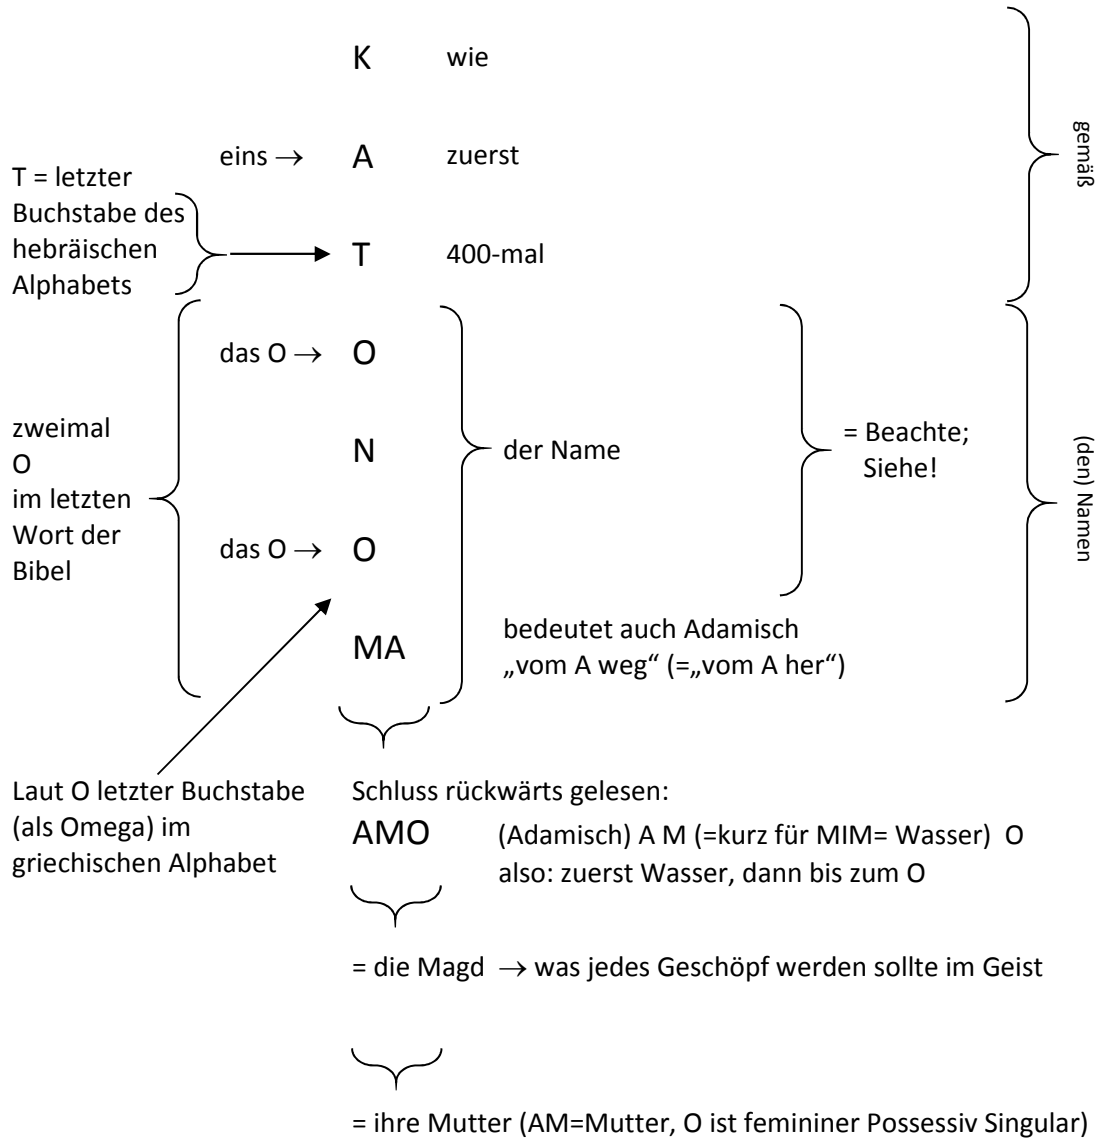 K wie
gemäß
eins → A zuerst
T = letzter
Buchstabe des
hebräischen
Alphabets
T 400-mal
das O → O
zweimal
O
im letzten
Wort der
Bibel
N der Name
= Beachte;
Siehe!
(den) Namen
das O → O
MA bedeutet auch Adamisch
„vom A weg“ (=„vom A her“)
Laut O letzter Buchstabe
(als Omega) im
griechischen Alphabet
Schluss rückwärts gelesen:
AMO (Adamisch) A M (=kurz für MIM= Wasser) O
also: zuerst Wasser, dann bis zum O
= die Magd → was jedes Geschöpf werden sollte im Geist
= ihre Mutter (AM=Mutter, O ist femininer Possessiv Singular)